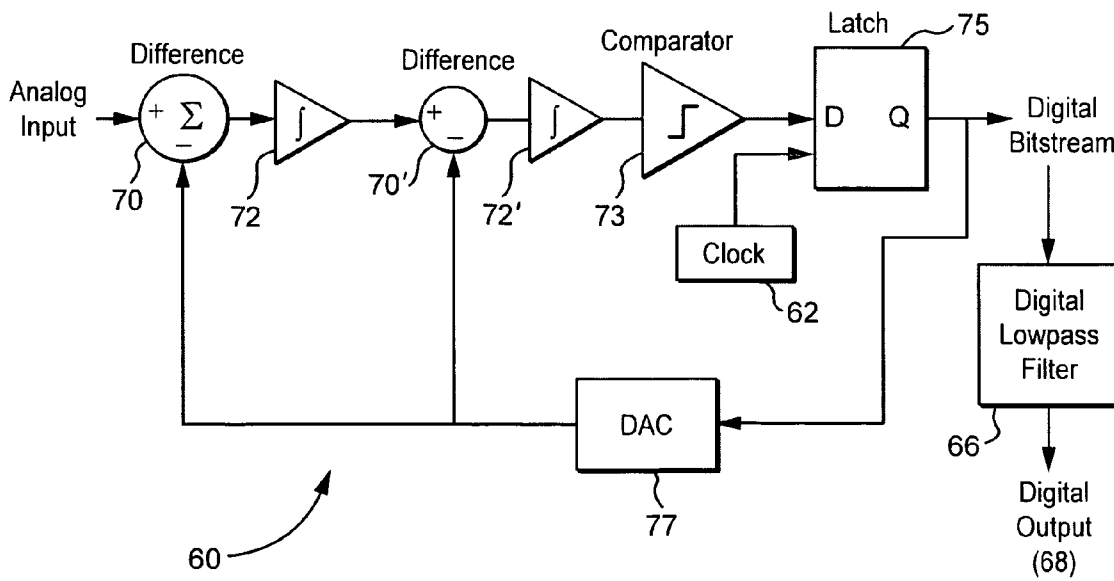 Latch
75
Comparator
Difference
Difference
Analog
Input
+
Σ
−
∫
+
−
∫
D Q
Digital
Bitstream
70
72
70'
72'
73
Clock
62
Digital
Lowpass
Filter
DAC
66
77
60
Digital
Output
(68)